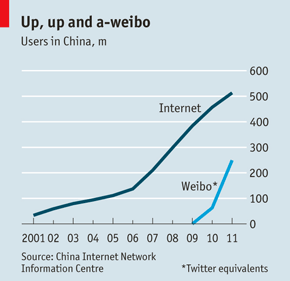 Up, up and a-weibo
Users in China, m
600
Internet
500
400
300
Weibo*
200
100
0
2001 02 03 04 05 06 07 08 09 10 11
Source: China Internet Network
Information Centre
*Twitter equivalents